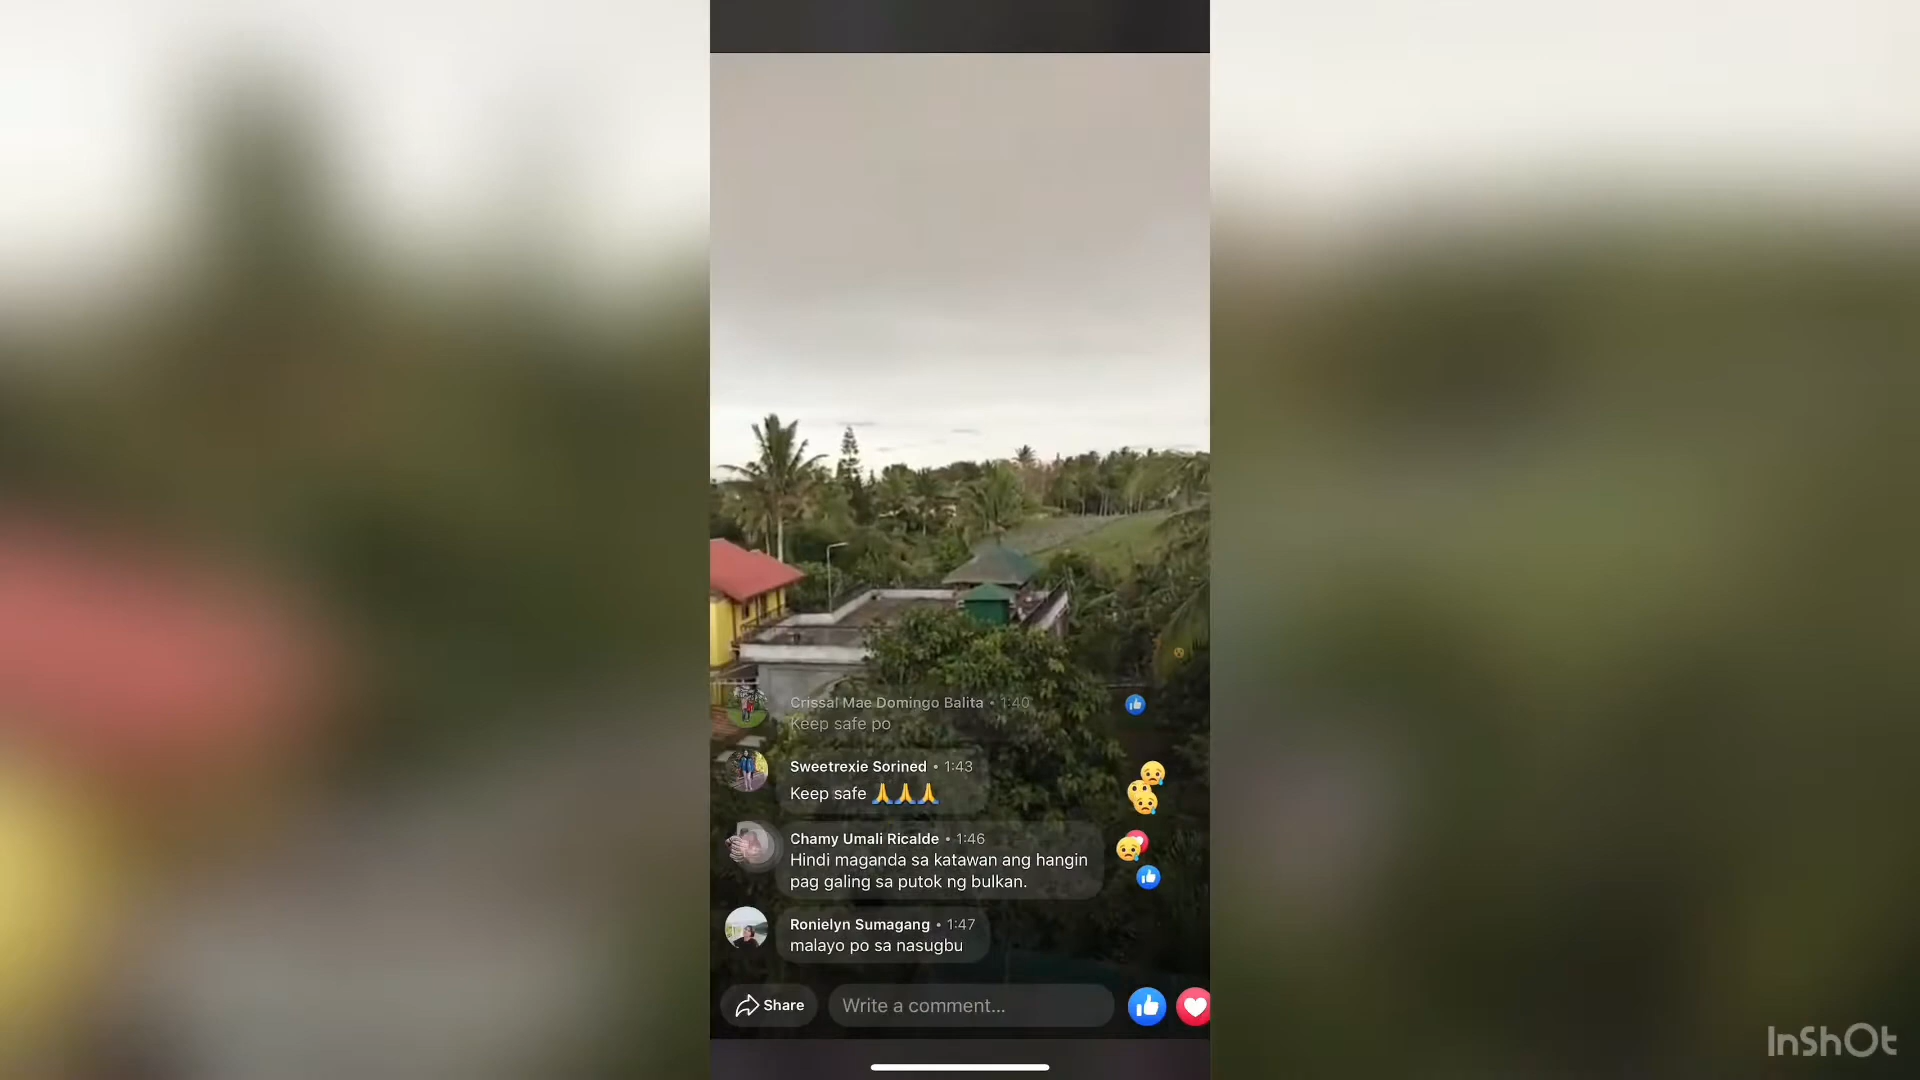 Crissal Mae Domingo Balita • 1:40
Keep safe po
Sweetrexie Sorined • 1:43
Keep safe 🙏🙏🙏
Chamy Umali Ricalde • 1:46
Hindi maganda sa katawan ang hangin
pag galing sa putok ng bulkan.
Ronielyn Sumagang • 1:47
malayo po sa nasugbu
Share
Write a comment...
InShOt